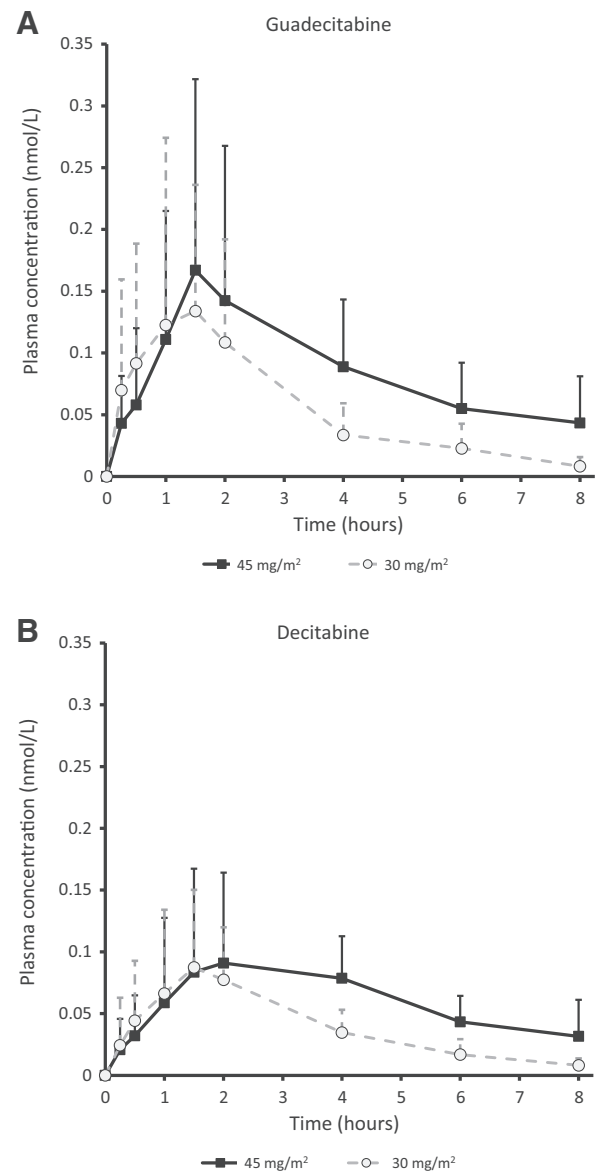 A
Guadecitabine
0.35
0.3
0.25
0.2
0.15
0.1
0.05
0
Plasma concentration (nmol/L)
0 1 2 3 4 5 6 7 8
Time (hours)
45 mg/m² 30 mg/m²
B
Decitabine
0.35
0.3
0.25
0.2
0.15
0.1
0.05
0
Plasma concentration (nmol/L)
0 1 2 3 4 5 6 7 8
Time (hours)
45 mg/m² 30 mg/m²